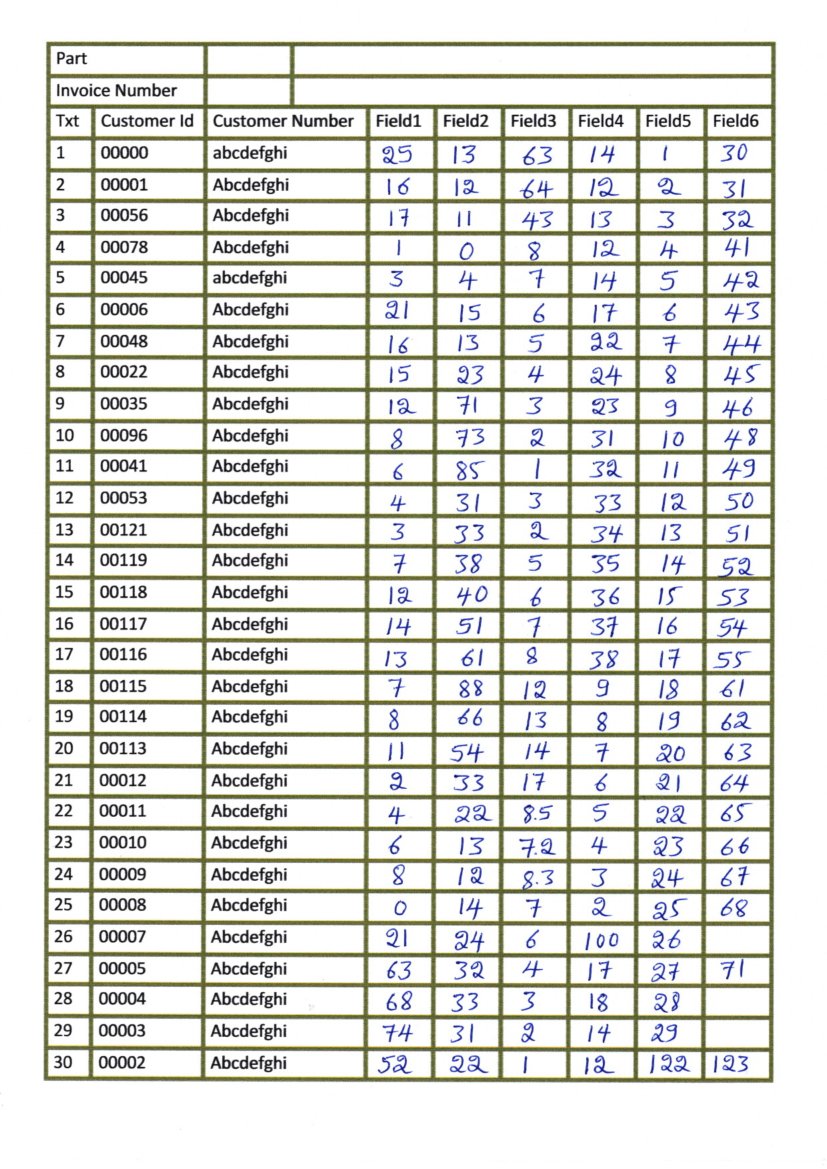 Part
Invoice Number
Txt Customer Id Customer Number Field1 Field2 Field3 Field4 Field5 Field6
1 00000 abcdefghi 25 13 63 14 1 30
2 00001 Abcdefghi 16 12 64 12 2 31
3 00056 Abcdefghi 17 11 43 13 3 32
4 00078 Abcdefghi 1 0 8 12 4 41
5 00045 abcdefghi 3 4 7 14 5 42
6 00006 Abcdefghi 21 15 6 17 6 43
7 00048 Abcdefghi 16 13 5 22 7 44
8 00022 Abcdefghi 15 23 4 24 8 45
9 00035 Abcdefghi 12 71 3 23 9 46
10 00096 Abcdefghi 8 73 2 31 10 48
11 00041 Abcdefghi 6 85 1 32 11 49
12 00053 Abcdefghi 4 31 3 33 12 50
13 00121 Abcdefghi 3 33 2 34 13 51
14 00119 Abcdefghi 7 38 5 35 14 52
15 00118 Abcdefghi 12 40 6 36 15 53
16 00117 Abcdefghi 14 51 7 37 16 54
17 00116 Abcdefghi 13 61 8 38 17 55
18 00115 Abcdefghi 7 88 12 9 18 61
19 00114 Abcdefghi 8 66 13 8 19 62
20 00113 Abcdefghi 11 54 14 7 20 63
21 00012 Abcdefghi 2 33 17 6 21 64
22 00011 Abcdefghi 4 22 8.5 5 22 65
23 00010 Abcdefghi 6 13 7.2 4 23 66
24 00009 Abcdefghi 8 12 8.3 3 24 67
25 00008 Abcdefghi 0 14 7 2 25 68
26 00007 Abcdefghi 21 24 6 100 26
27 00005 Abcdefghi 63 32 4 17 27 71
28 00004 Abcdefghi 68 33 3 18 28
29 00003 Abcdefghi 74 31 2 14 29
30 00002 Abcdefghi 52 22 1 12 122 123